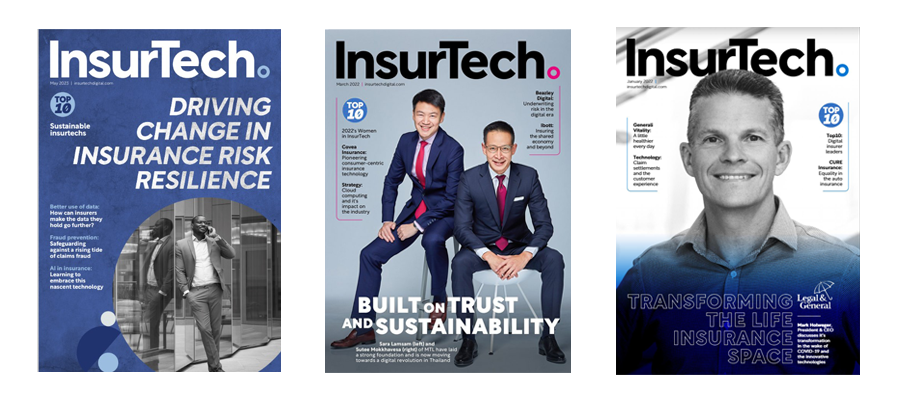 InsurTech.
May 2022 | insurtechdigital.com
TOP
10
Sustainable
insurtechs
DRIVING
CHANGE IN
INSURANCE RISK
RESILIENCE
Better use of data:
How can insurers
make the data they
hold go further?
Fraud prevention:
Safeguarding
against a rising tide
of claims fraud
AI in insurance:
Learning to
embrace this
nascent technology
InsurTech.
March 2022 | insurtechdigital.com
TOP
10
2022's Women
in InsurTech
Covea
Insurance:
Pioneering
consumer-centric
insurance
technology
Strategy:
Cloud
computing
and it's
impact on
the industry
Beazley
Digital:
Underwriting
risk in the
digital era
Ibott:
Insuring
the shared
economy
and beyond
BUILT ON TRUST
AND SUSTAINABILITY
Sara Lamsam (left) and
Sutee Mokkhavesa (right) of MTL have laid
a strong foundation and is now moving
towards a digital revolution in Thailand
InsurTech.
January 2022 |
insurtechdigital.com
General
Vitality:
A little
healthier
every day
Technology:
Claim
settlements
and the
customer
experience
TOP
10
Top10:
Digital
insurer
leaders
CURE
Insurance:
Equality in
the auto
insurance
TRANSFORMING
THE LIFE
INSURANCE
SPACE
Legal &
General
Mark Holweger,
President & CEO
discusses it's
transformation
in the wake of
COVID-19 and
the innovative
technologies